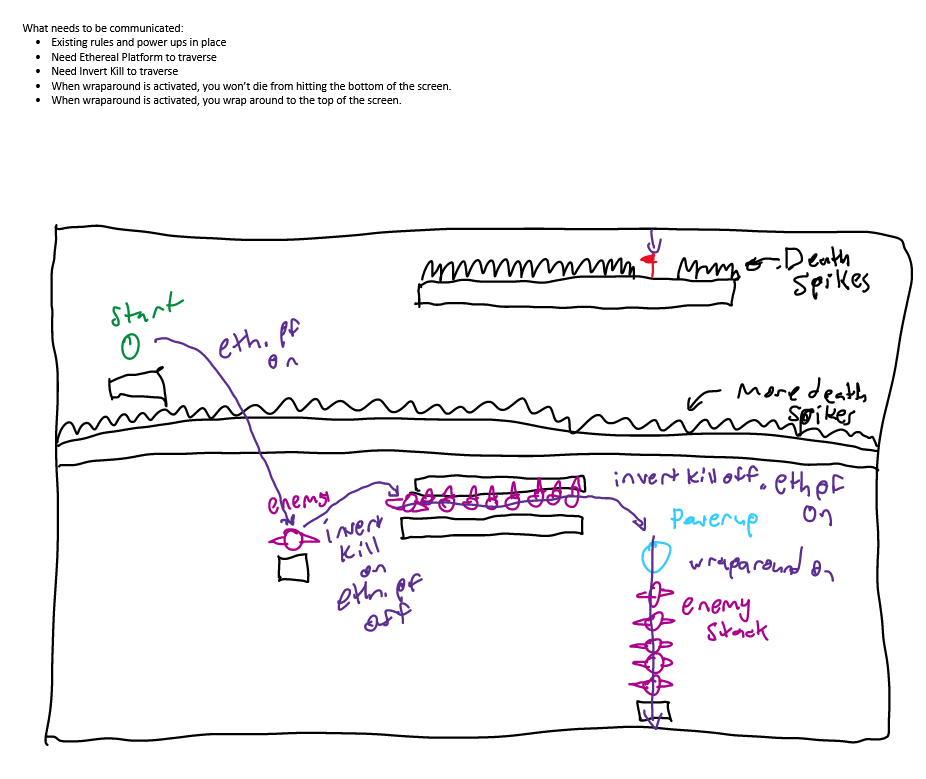 What needs to be communicated:
• Existing rules and power ups in place
• Need Ethereal Platform to traverse
• Need Invert Kill to traverse
• When wraparound is activated, you won't die from hitting the bottom of the screen.
• When wraparound is activated, you wrap around to the top of the screen.
Death
Spikes
Start
eth. pf
on
More death
spikes
enemy
invert
kill
on
eth. pf
off
invert kill off. eth pf
on
Powerup
wraparound on
enemy
stack